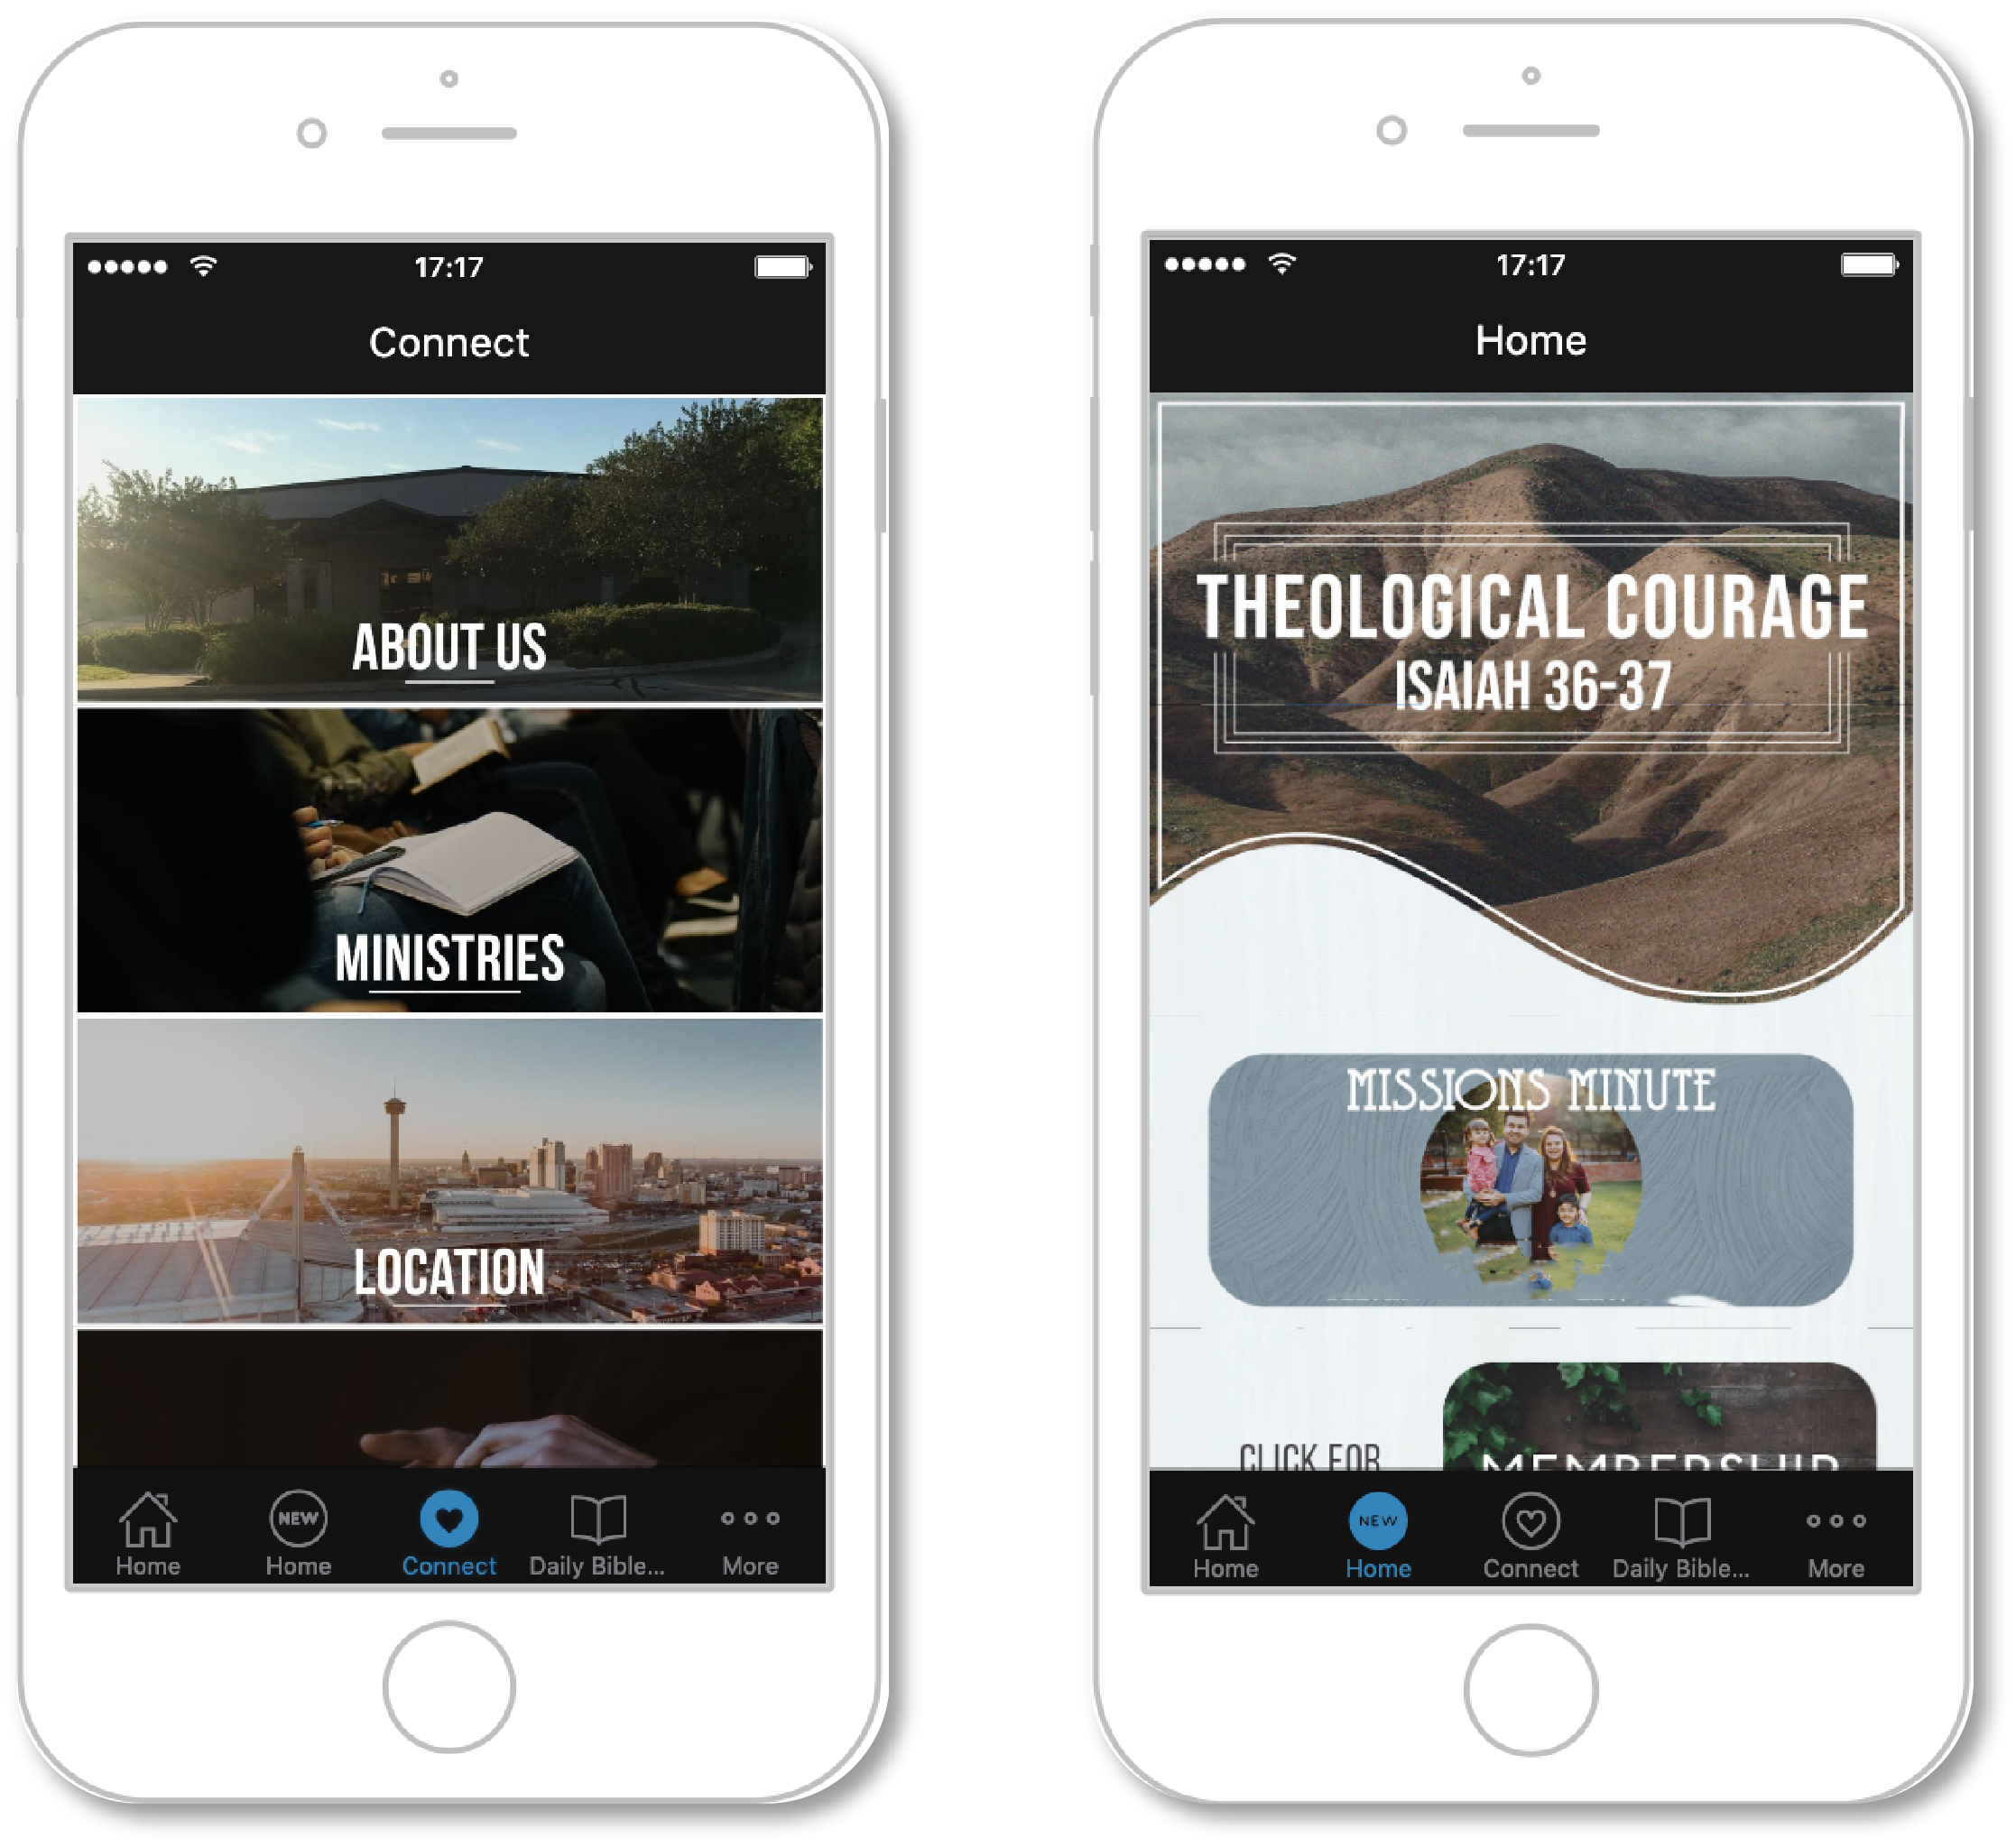 17:17
Connect
ABOUT US
MINISTRIES
LOCATION
NEW
Home
Home
Connect
Daily Bible...
More
17:17
Home
THEOLOGICAL COURAGE
ISAIAH 36-37
MISSIONS MINUTE
CLICK FOR
MEMBERSHIP
NEW
Home
Home
Connect
Daily Bible...
More